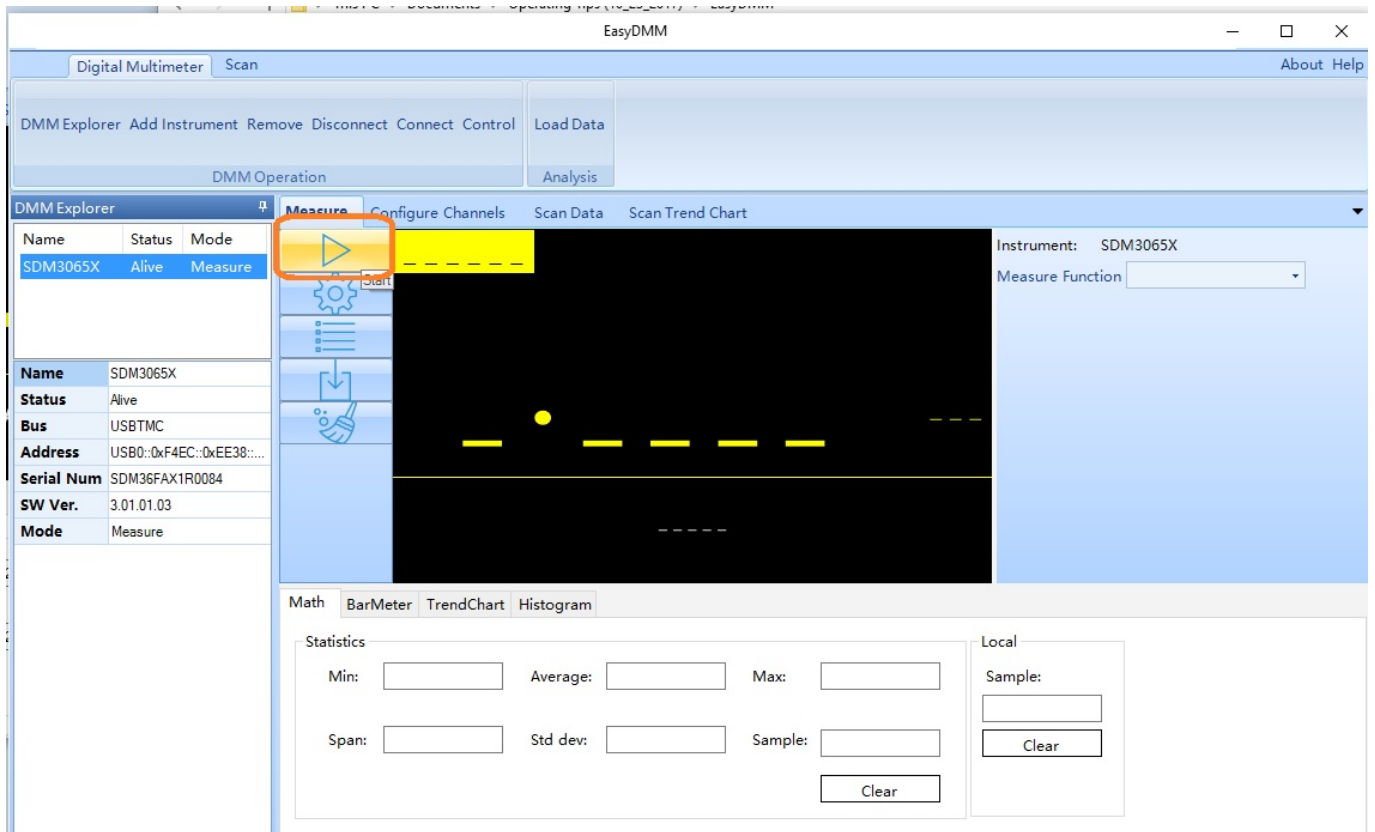 EasyDMM
Digital Multimeter Scan About Help
DMM Explorer Add Instrument Remove Disconnect Connect Control Load Data
DMM Operation Analysis
DMM Explorer
Name Status Mode
SDM3065X Alive Measure
Name SDM3065X
Status Alive
Bus USBTMC
Address USB0::0xF4EC::0xEE38::...
Serial Num SDM36FAX1R0084
SW Ver. 3.01.01.03
Mode Measure
Measure Configure Channels Scan Data Scan Trend Chart
Start
_ _ _ _ _ _
_ . _ _ _ _
_ _ _
_ _ _ _ _
Instrument: SDM3065X
Measure Function
Math BarMeter TrendChart Histogram
Statistics
Min: Average: Max:
Span: Std dev: Sample:
Clear
Local
Sample:
Clear